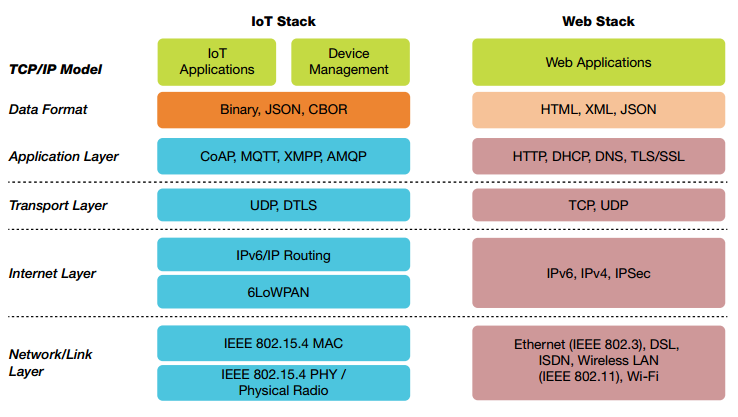 IoT Stack
Web Stack
TCP/IP Model
IoT
Applications
Device
Management
Web Applications
Data Format
Binary, JSON, CBOR
HTML, XML, JSON
Application Layer
CoAP, MQTT, XMPP, AMQP
HTTP, DHCP, DNS, TLS/SSL
Transport Layer
UDP, DTLS
TCP, UDP
Internet Layer
IPv6/IP Routing
6LoWPAN
IPv6, IPv4, IPSec
Network/Link
Layer
IEEE 802.15.4 MAC
IEEE 802.15.4 PHY /
Physical Radio
Ethernet (IEEE 802.3), DSL,
ISDN, Wireless LAN
(IEEE 802.11), Wi-Fi